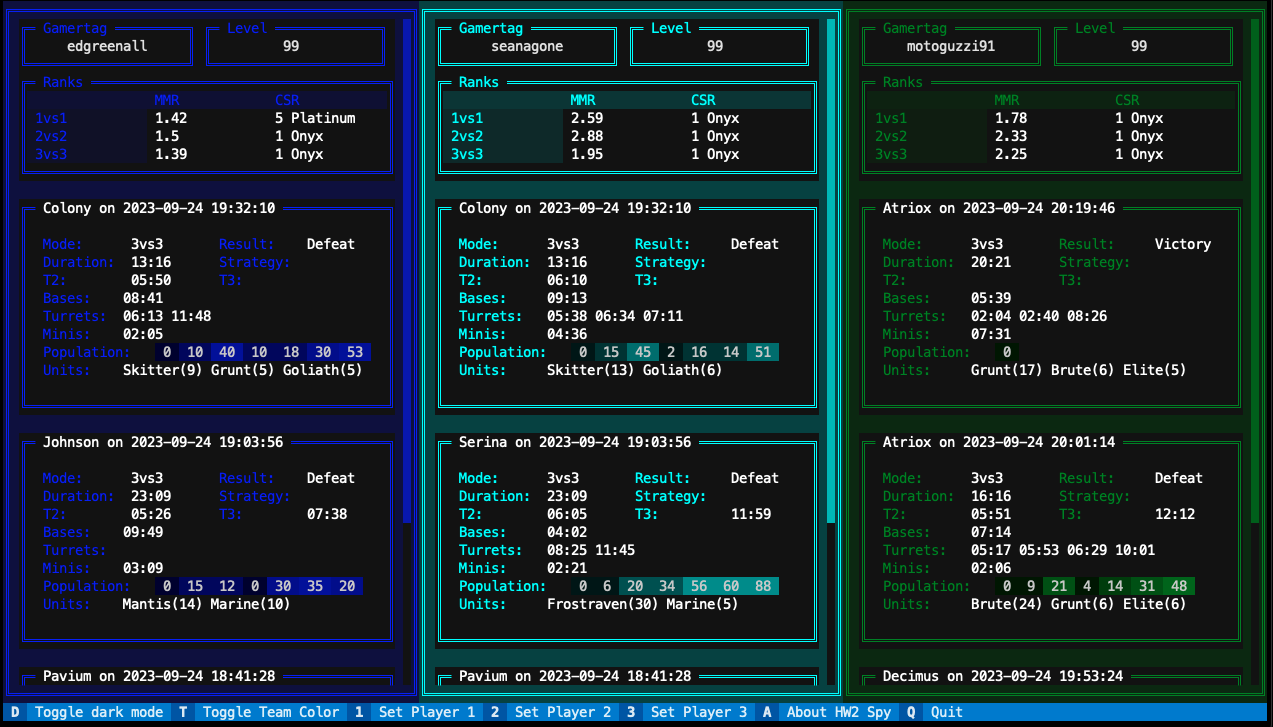 Gamertag Level
edgreenall 99
Ranks
MMR CSR
1vs1 1.42 5 Platinum
2vs2 1.5 1 Onyx
3vs3 1.39 1 Onyx
Colony on 2023-09-24 19:32:10
Mode: 3vs3 Result: Defeat
Duration: 13:16 Strategy:
T2: 05:50 T3:
Bases: 08:41
Turrets: 06:13 11:48
Minis: 02:05
Population: 0 10 40 10 18 30 53
Units: Skitter(9) Grunt(5) Goliath(5)
Johnson on 2023-09-24 19:03:56
Mode: 3vs3 Result: Defeat
Duration: 23:09 Strategy:
T2: 05:26 T3: 07:38
Bases: 09:49
Turrets:
Minis: 03:09
Population: 0 15 12 0 30 35 20
Units: Mantis(14) Marine(10)
Pavium on 2023-09-24 18:41:28
Gamertag Level
seanagone 99
Ranks
MMR CSR
1vs1 2.59 1 Onyx
2vs2 2.88 1 Onyx
3vs3 1.95 1 Onyx
Colony on 2023-09-24 19:32:10
Mode: 3vs3 Result: Defeat
Duration: 13:16 Strategy:
T2: 06:10 T3:
Bases: 09:13
Turrets: 05:38 06:34 07:11
Minis: 04:36
Population: 0 15 45 2 16 14 51
Units: Skitter(13) Goliath(6)
Serina on 2023-09-24 19:03:56
Mode: 3vs3 Result: Defeat
Duration: 23:09 Strategy:
T2: 06:05 T3: 11:59
Bases: 04:02
Turrets: 08:25 11:45
Minis: 02:21
Population: 0 6 20 34 56 60 88
Units: Frostraven(30) Marine(5)
Pavium on 2023-09-24 18:41:28
Gamertag Level
motoguzzi91 99
Ranks
MMR CSR
1vs1 1.78 1 Onyx
2vs2 2.33 1 Onyx
3vs3 2.25 1 Onyx
Atriox on 2023-09-24 20:19:46
Mode: 3vs3 Result: Victory
Duration: 20:21 Strategy:
T2: T3:
Bases: 05:39
Turrets: 02:04 02:40 08:26
Minis: 07:31
Population: 0
Units: Grunt(17) Brute(6) Elite(5)
Atriox on 2023-09-24 20:01:14
Mode: 3vs3 Result: Defeat
Duration: 16:16 Strategy:
T2: 05:51 T3: 12:12
Bases: 07:14
Turrets: 05:17 05:53 06:29 10:01
Minis: 02:06
Population: 0 9 21 4 14 31 48
Units: Brute(24) Grunt(6) Elite(6)
Decimus on 2023-09-24 19:53:24
D Toggle dark mode T Toggle Team Color 1 Set Player 1 2 Set Player 2 3 Set Player 3 A About HW2 Spy Q Quit